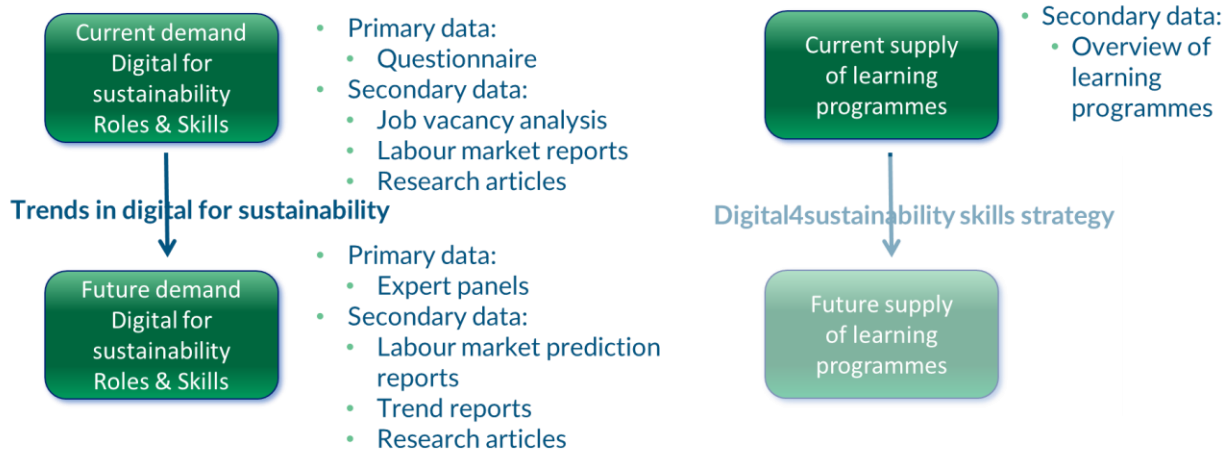 Current demand
Digital for
sustainability
Roles & Skills
• Primary data:
• Questionnaire
• Secondary data:
• Job vacancy analysis
• Labour market reports
• Research articles
Trends in digital for sustainability
Future demand
Digital for
sustainability
Roles & Skills
• Primary data:
• Expert panels
• Secondary data:
• Labour market prediction
reports
• Trend reports
• Research articles
Current supply
of learning
programmes
• Secondary data:
• Overview of
learning
programmes
Digital4sustainability skills strategy
Future supply
of learning
programmes